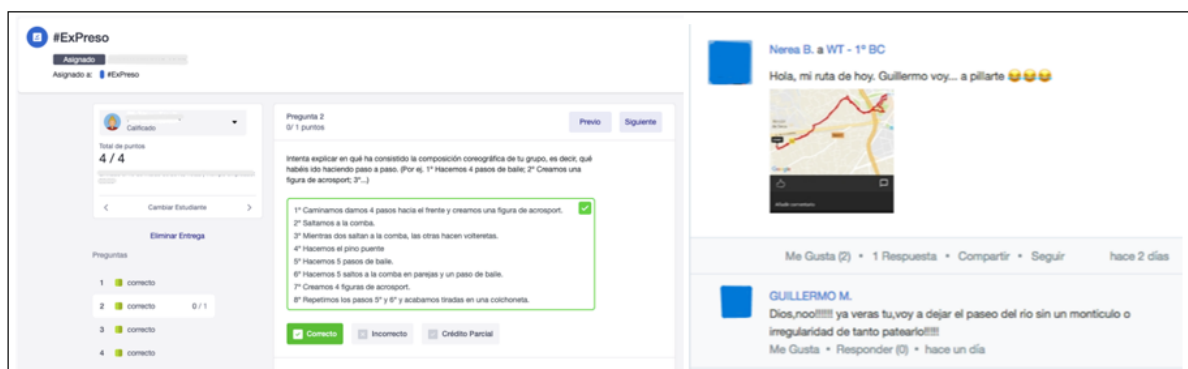 #ExPreso
Asignado
Asignado a: #ExPreso
Calificado
Total de puntos
4 / 4
< Cambiar Estudiante >
Eliminar Entrega
Preguntas
1 correcto
2 correcto 0 / 1
3 correcto
4 correcto
Pregunta 2
0/ 1 puntos
Previo Siguiente
Intenta explicar en qué ha consistido la composición coreográfica de tu grupo, es decir, qué
habéis ido haciendo paso a paso. (Por ej. 1º Hacemos 4 pasos de baile; 2º Creamos una
figura de acrosport; 3º...)
1º Caminamos damos 4 pasos hacia el frente y creamos una figura de acrosport.
2º Saltamos a la comba.
3º Mientras dos saltan a la comba, las otras hacen volteretas.
4º Hacemos el pino puente
5º Hacemos 5 pasos de baile.
6º Hacemos 5 saltos a la comba en parejas y un paso de baile.
7º Creamos 4 figuras de acrosport.
8º Repetimos los pasos 5º y 6º y acabamos tiradas en una colchoneta.
Correcto Incorrecto Crédito Parcial
Nerea B. a WT - 1º BC
Hola, mi ruta de hoy. Guillermo voy... a pillarte 😂😂😂
Google
Añadir comentario
Me Gusta (2) • 1 Respuesta • Compartir • Seguir hace 2 días
GUILLERMO M.
Dios,noo!!!!!! ya veras tu,voy a dejar el paseo del rio sin un monticulo o
irregularidad de tanto patearlo!!!!!
Me Gusta • Responder (0) • hace un día